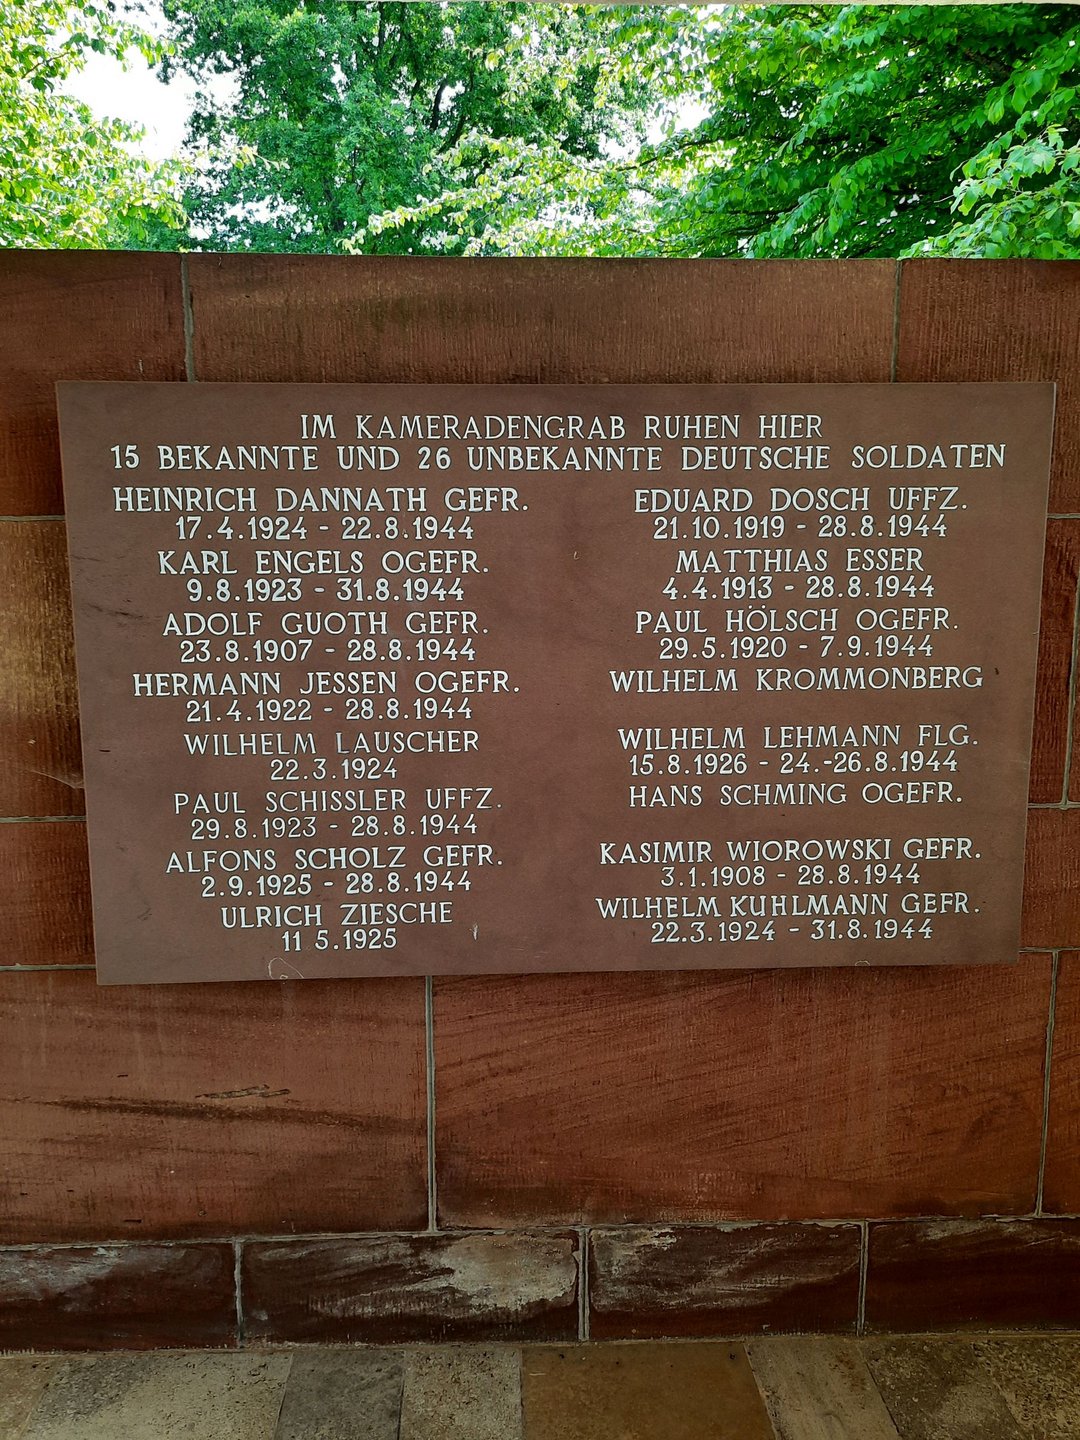 IM KAMERADENGRAB RUHEN HIER
15 BEKANNTE UND 26 UNBEKANNTE DEUTSCHE SOLDATEN
HEINRICH DANNATH GEFR.
17.4.1924 - 22.8.1944
KARL ENGELS OGEFR.
9.8.1923 - 31.8.1944
ADOLF GUOTH GEFR.
23.8.1907 - 28.8.1944
HERMANN JESSEN OGEFR.
21.4.1922 - 28.8.1944
WILHELM LAUSCHER
22.3.1924
PAUL SCHISSLER UFFZ.
29.8.1923 - 28.8.1944
ALFONS SCHOLZ GEFR.
2.9.1925 - 28.8.1944
ULRICH ZIESCHE
11 5.1925
EDUARD DOSCH UFFZ.
21.10.1919 - 28.8.1944
MATTHIAS ESSER
4.4.1913 - 28.8.1944
PAUL HÖLSCH OGEFR.
29.5.1920 - 7.9.1944
WILHELM KROMMONBERG
WILHELM LEHMANN FLG.
15.8.1926 - 24.-26.8.1944
HANS SCHMING OGEFR.
KASIMIR WIOROWSKI GEFR.
3.1.1908 - 28.8.1944
WILHELM KUHLMANN GEFR.
22.3.1924 - 31.8.1944